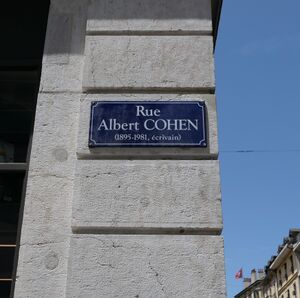 Rue
Albert COHEN
(1895-1981, écrivain)